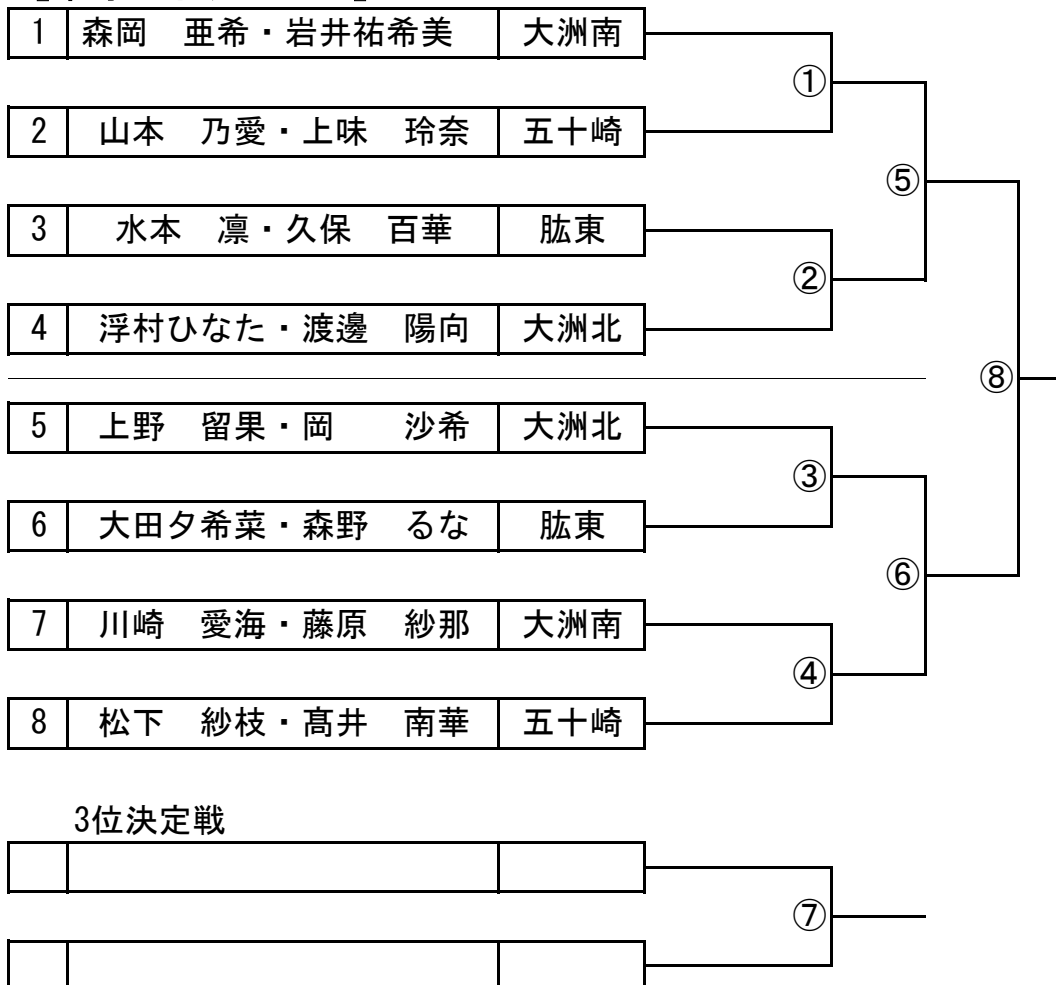 1 森岡　亜希・岩井祐希美 大洲南
①
2 山本　乃愛・上味　玲奈 五十崎
⑤
3 水本　凛・久保　百華 肱東
②
4 浮村ひなた・渡邊　陽向 大洲北
⑧
5 上野　留果・岡　　沙希 大洲北
③
6 大田夕希菜・森野　るな 肱東
⑥
7 川崎　愛海・藤原　紗那 大洲南
④
8 松下　紗枝・髙井　南華 五十崎
3位決定戦
⑦